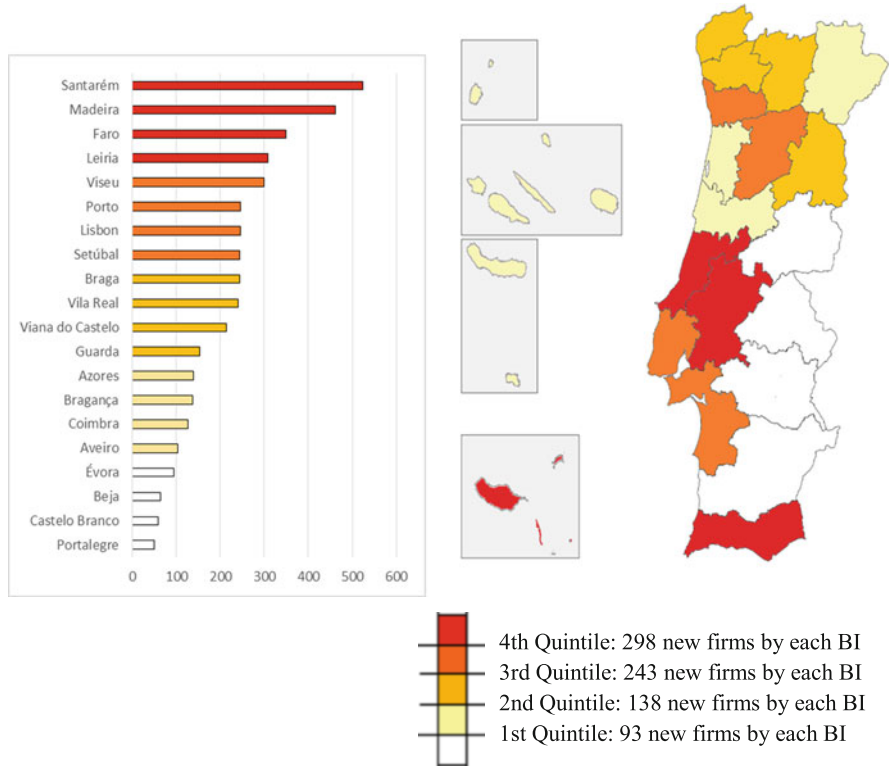 Santarém
Madeira
Faro
Leiria
Viseu
Porto
Lisbon
Setúbal
Braga
Vila Real
Viana do Castelo
Guarda
Azores
Bragança
Coimbra
Aveiro
Évora
Beja
Castelo Branco
Portalegre
0 100 200 300 400 500 600
4th Quintile: 298 new firms by each BI
3rd Quintile: 243 new firms by each BI
2nd Quintile: 138 new firms by each BI
1st Quintile: 93 new firms by each BI